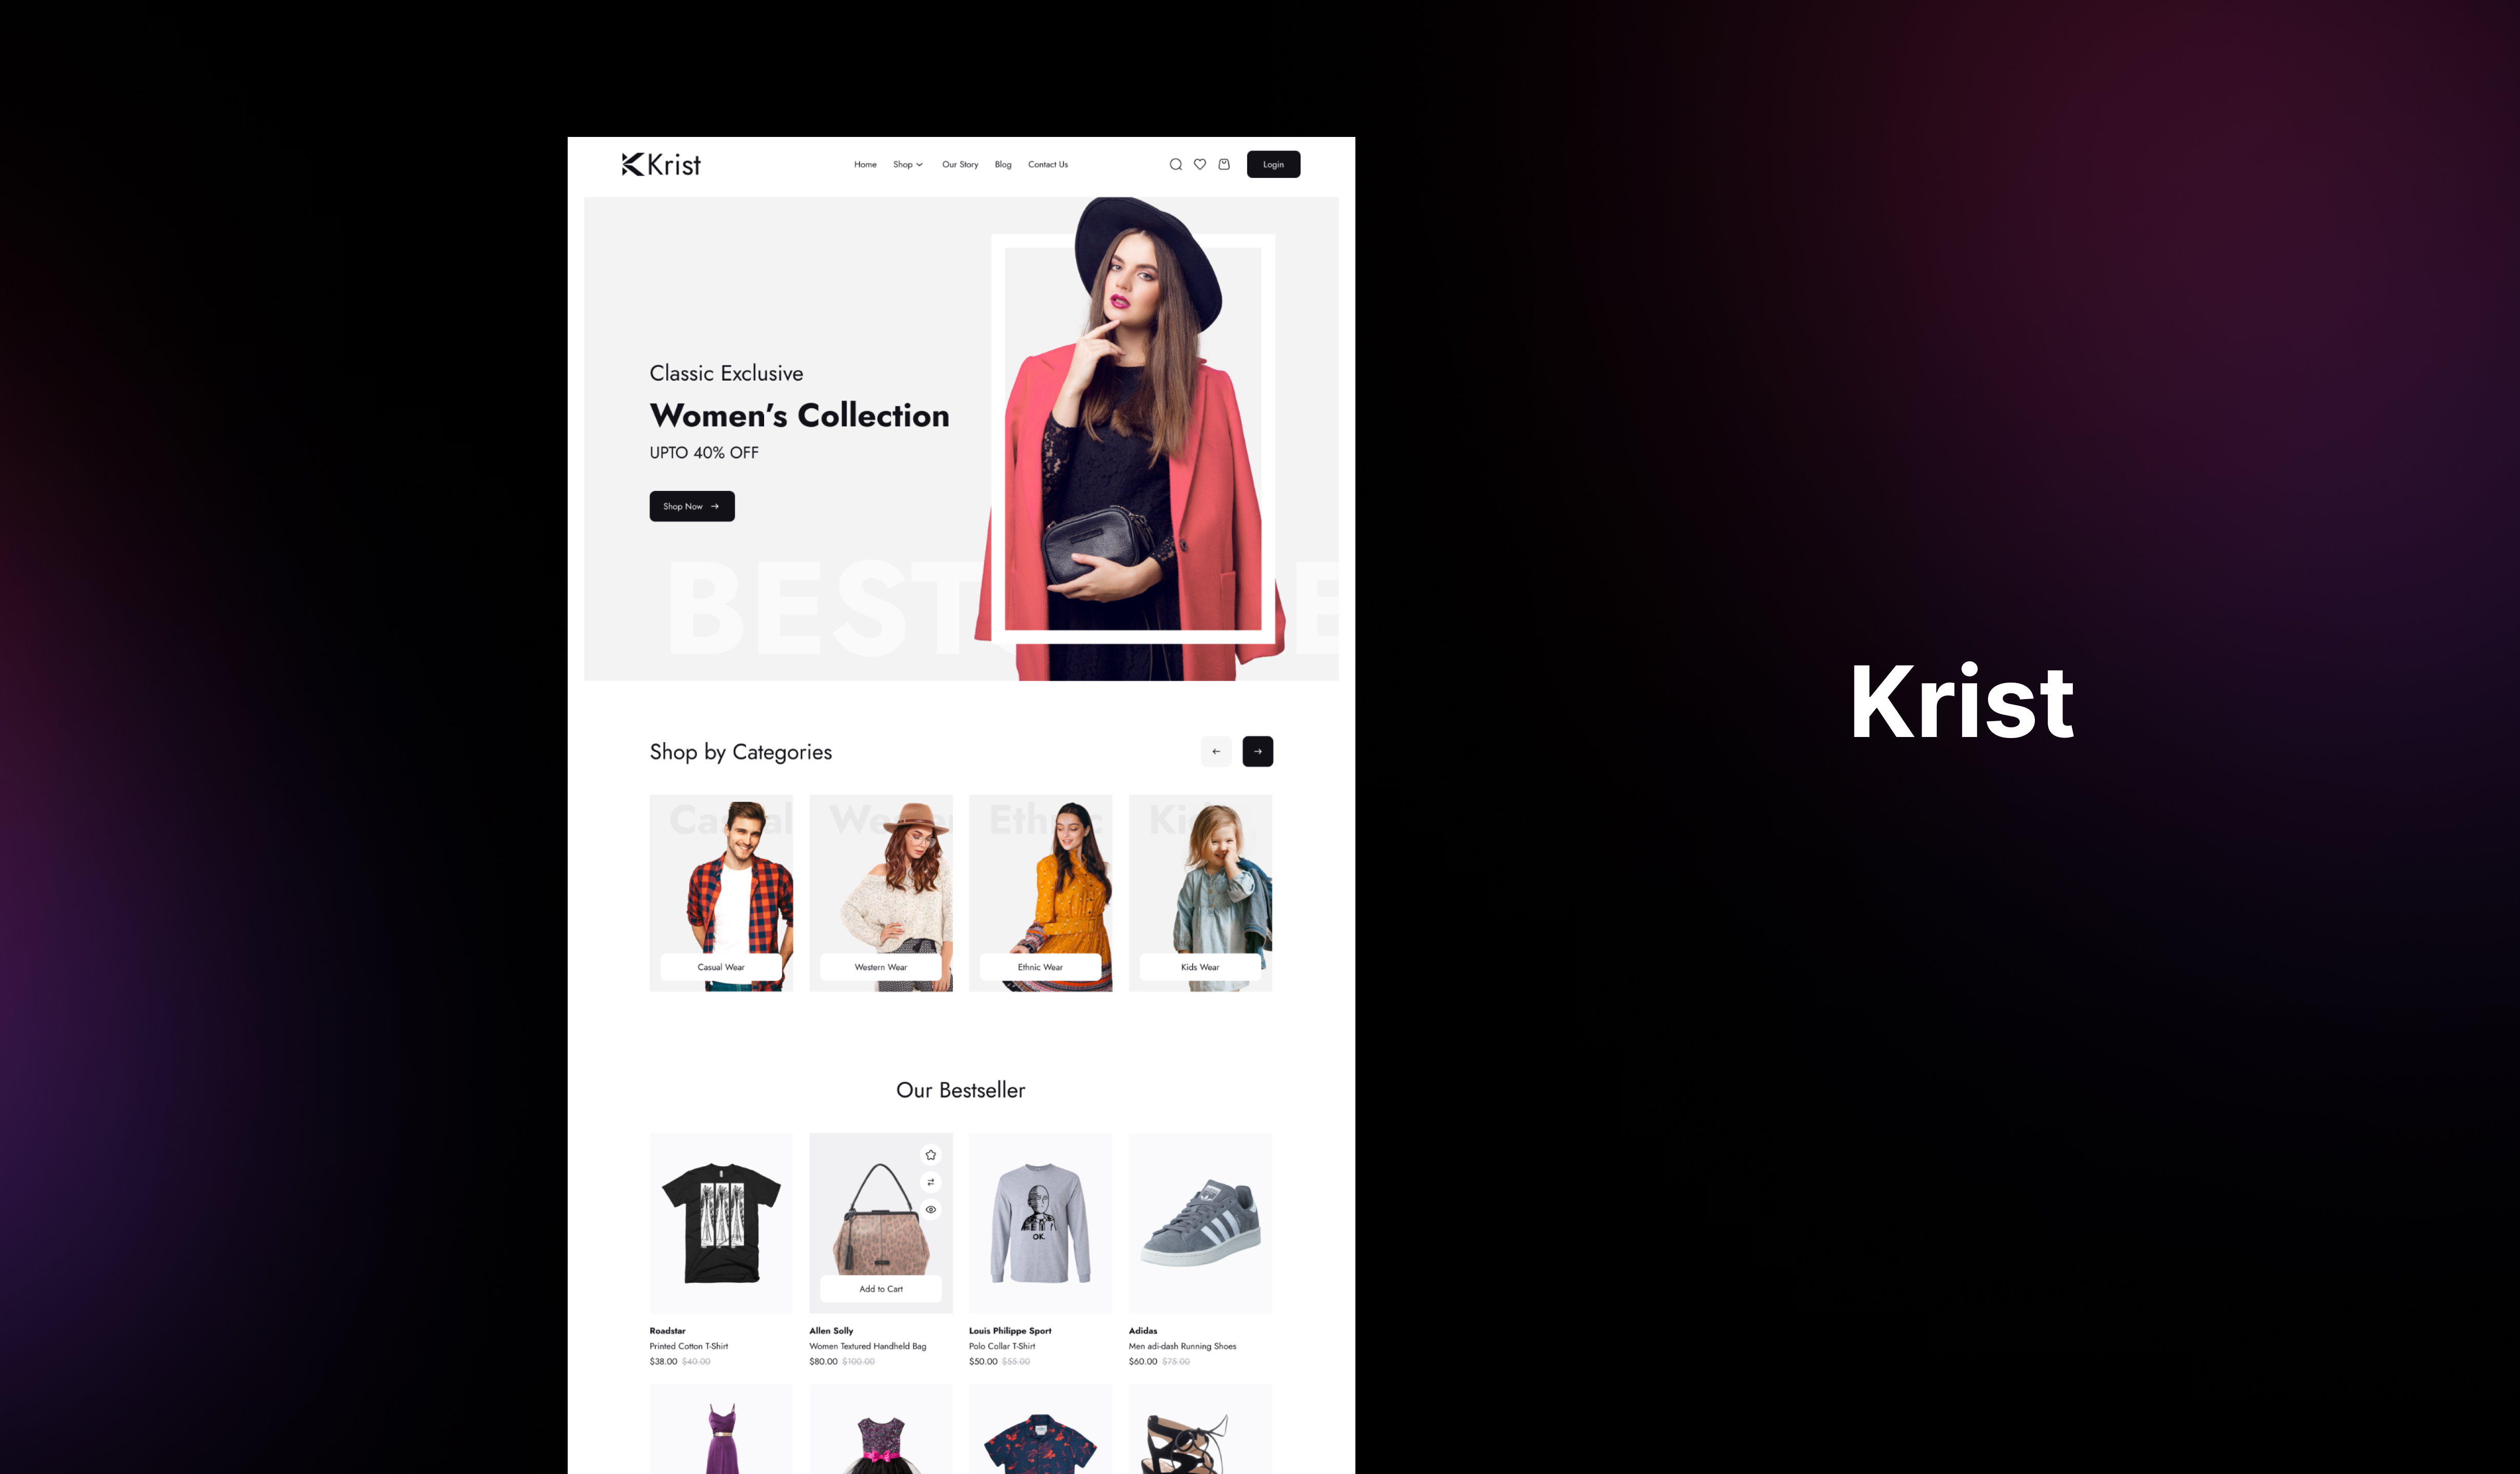 Krist
Home Shop Our Story Blog Contact Us
Login
Classic Exclusive
Women's Collection
UPTO 40% OFF
Shop Now
BEST
Krist
Shop by Categories
Casual Wear
Western Wear
Ethnic Wear
Kids Wear
Our Bestseller
OK.
Add to Cart
Roadstar
Printed Cotton T-Shirt
$38.00 $40.00
Allen Solly
Women Textured Handheld Bag
$80.00 $100.00
Louis Philippe Sport
Polo Collar T-Shirt
$50.00 $55.00
Adidas
Men adi-dash Running Shoes
$60.00 $75.00